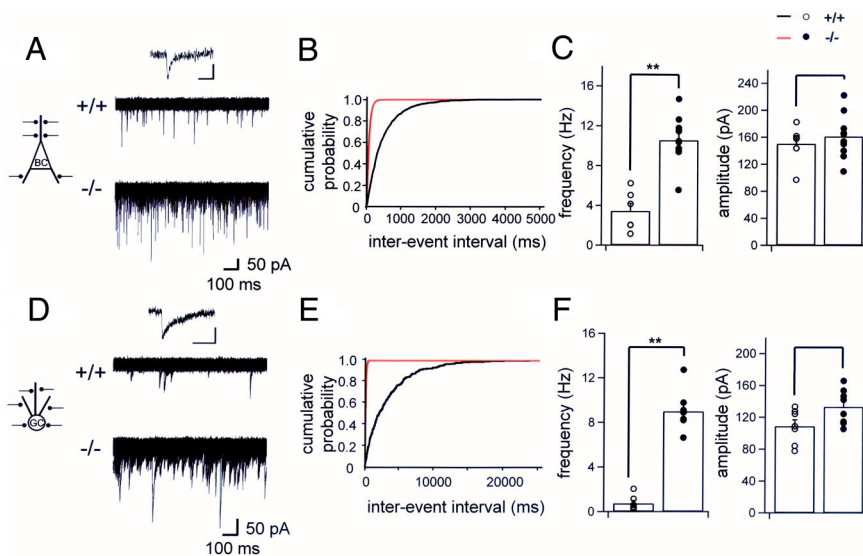 +/+
-/-
A
+/+
-/-
BC
50 pA
100 ms
B
cumulative
probability
1.0
0.8
0.6
0.4
0.2
0
0
1000
2000
3000
4000
5000
inter-event interval (ms)
C
frequency (Hz)
16
12
8
4
0
**
amplitude (pA)
240
200
160
120
80
40
0
D
+/+
-/-
GC
50 pA
100 ms
E
cumulative
probability
1.0
0.8
0.6
0.4
0.2
0
0
10000
20000
inter-event interval (ms)
F
frequency (Hz)
16
12
8
4
0
**
amplitude (pA)
200
160
120
80
40
0